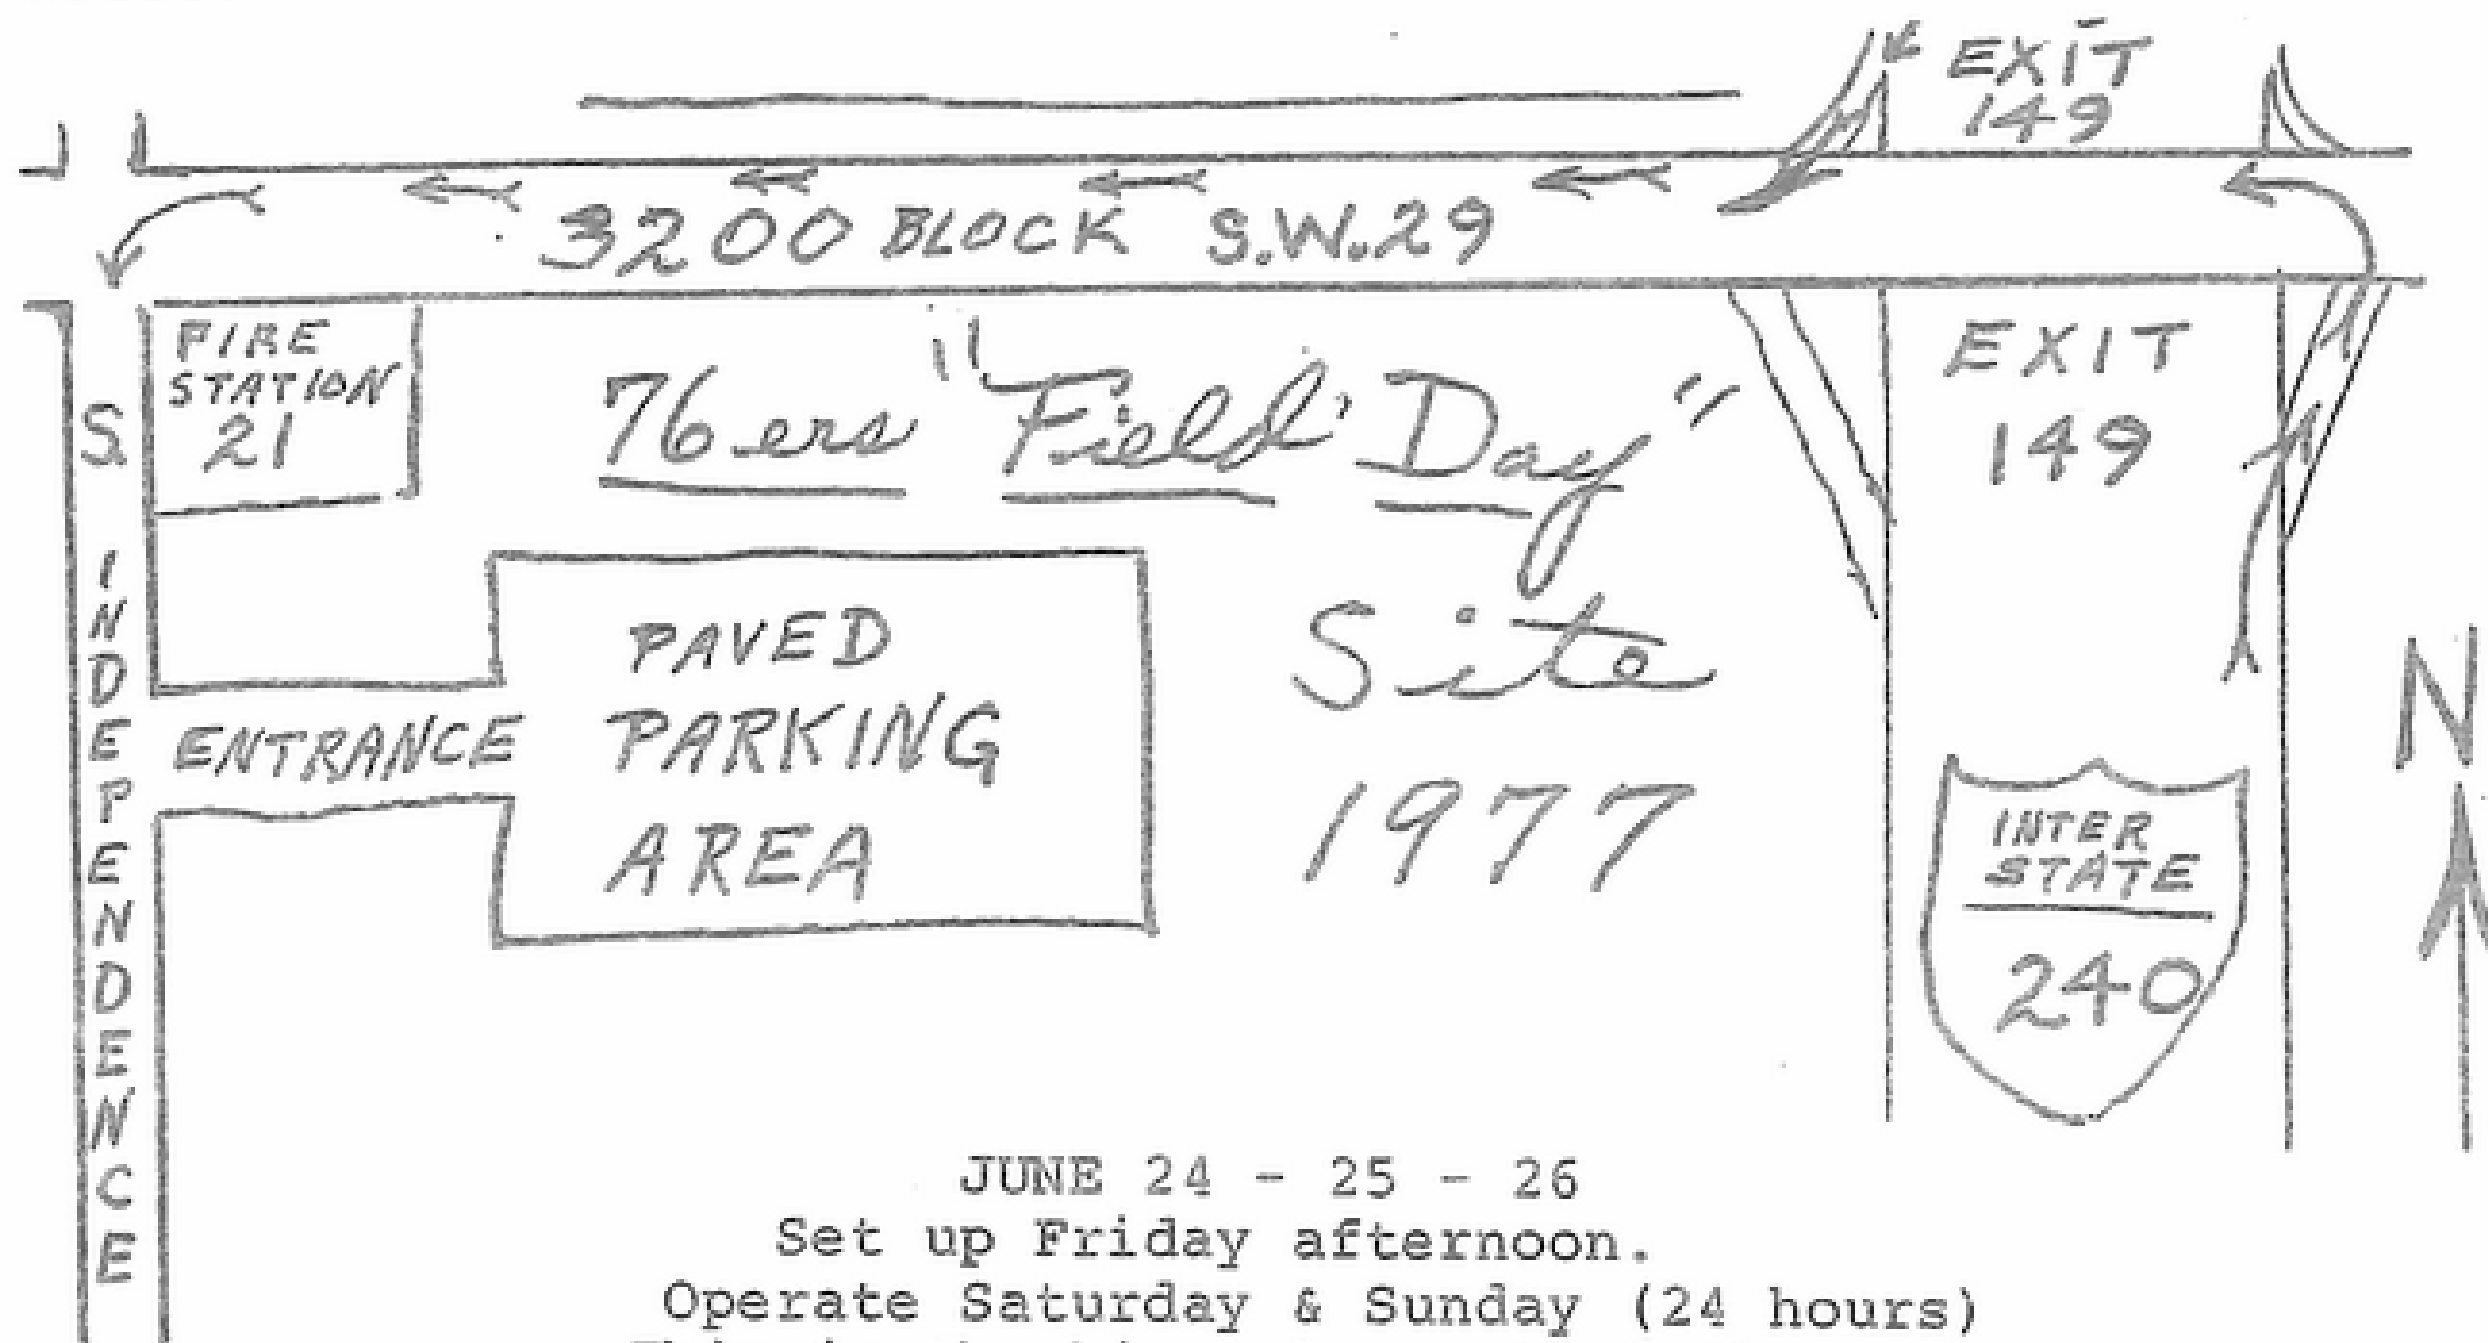 EXIT
149
3200 BLOCK S.W.29
FIRE
STATION
21
76ers "Field Day"
EXIT
149
S. INDEPENDENCE
PAVED
PARKING
AREA
ENTRANCE
Site
1977
N
INTER
STATE
240
JUNE 24 - 25 - 26
Set up Friday afternoon.
Operate Saturday & Sunday (24 hours)